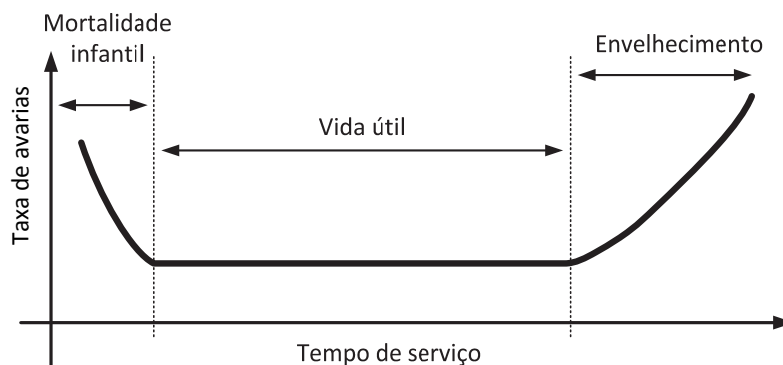 Mortalidade
infantil
Envelhecimento
Vida útil
Taxa de avarias
Tempo de serviço